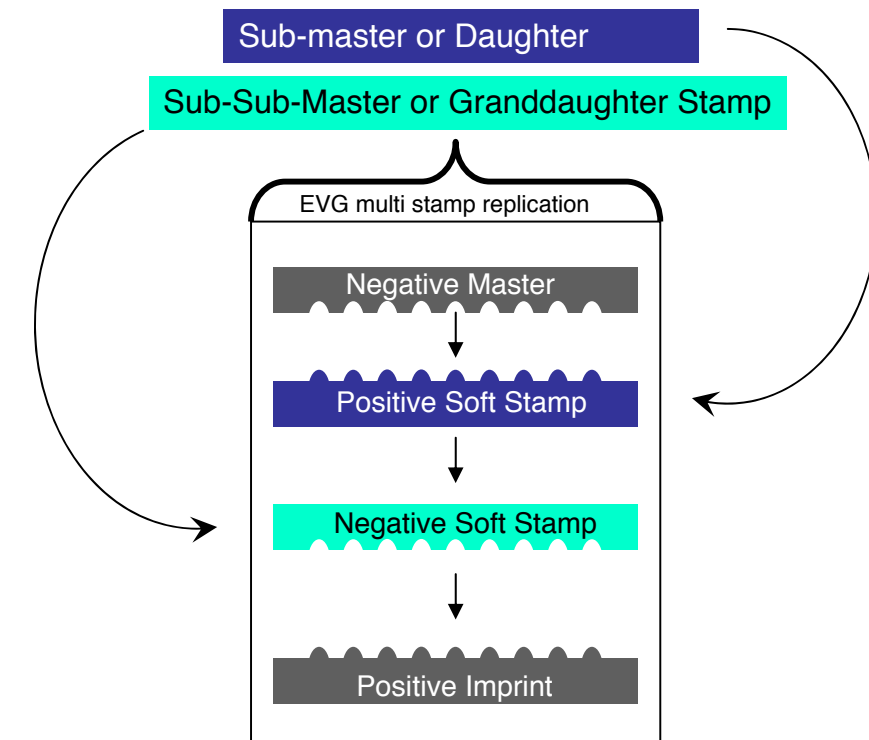 Sub-master or Daughter
Sub-Sub-Master or Granddaughter Stamp
EVG multi stamp replication
Negative Master
Positive Soft Stamp
Negative Soft Stamp
Positive Imprint